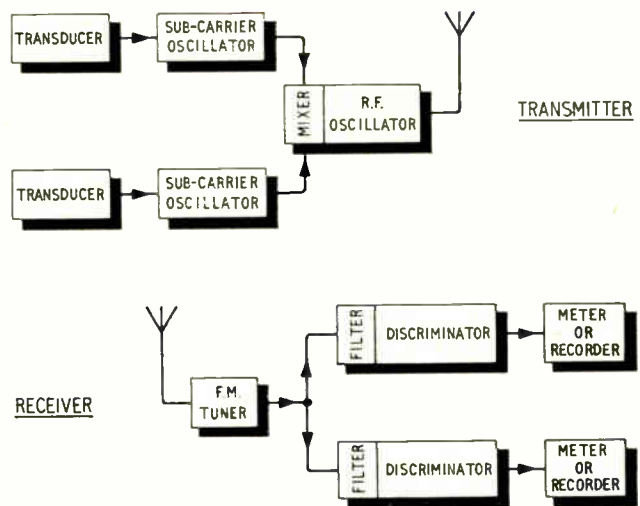 TRANSDUCER
SUB-CARRIER
OSCILLATOR
MIXER
R.F.
OSCILLATOR
TRANSMITTER
TRANSDUCER
SUB-CARRIER
OSCILLATOR
FILTER
DISCRIMINATOR
METER
OR
RECORDER
F.M.
TUNER
RECEIVER
FILTER
DISCRIMINATOR
METER
OR
RECORDER